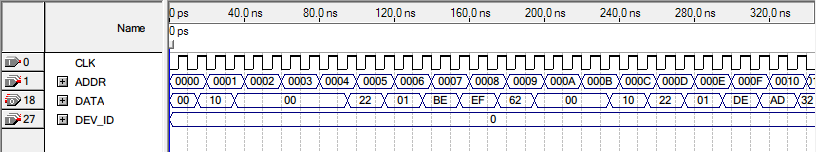 0 ps 40.0 ns 80.0 ns 120.0 ns 160.0 ns 200.0 ns 240.0 ns 280.0 ns 320.0 ns
Name
0 ps
0 CLK
1 ADDR 0000 0001 0002 0003 0004 0005 0006 0007 0008 0009 000A 000B 000C 000D 000E 000F 0010
18 DATA 00 10 00 22 01 BE EF 62 00 10 22 01 DE AD 32
27 DEV_ID 0